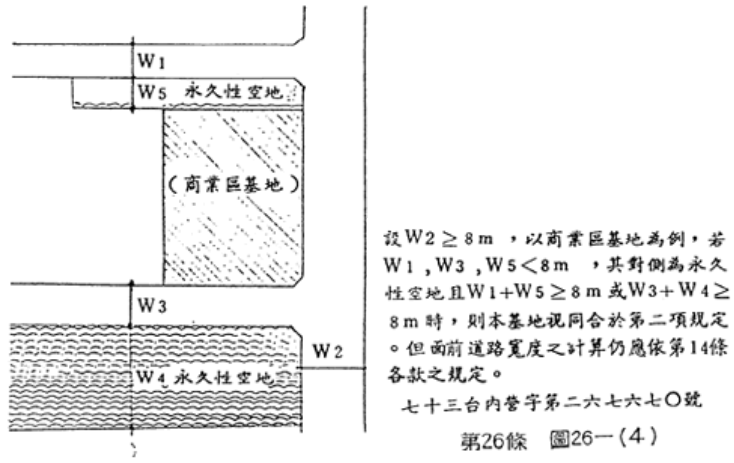 W1
W5 永久性空地
(商業區基地)
W3
W2
W4 永久性空地
設W2≥8m,以商業區基地為例,若
W1,W3,W5<8m ,其對側為永久
性空地且W1+W5≥8m或W3+W4≥
8m時,則本基地視同合於第二項規定
。但面前道路寬度之計算仍應依第14條
各款之規定。
七十三台內營字第二六七六七〇號
第26條 圖26-(4)